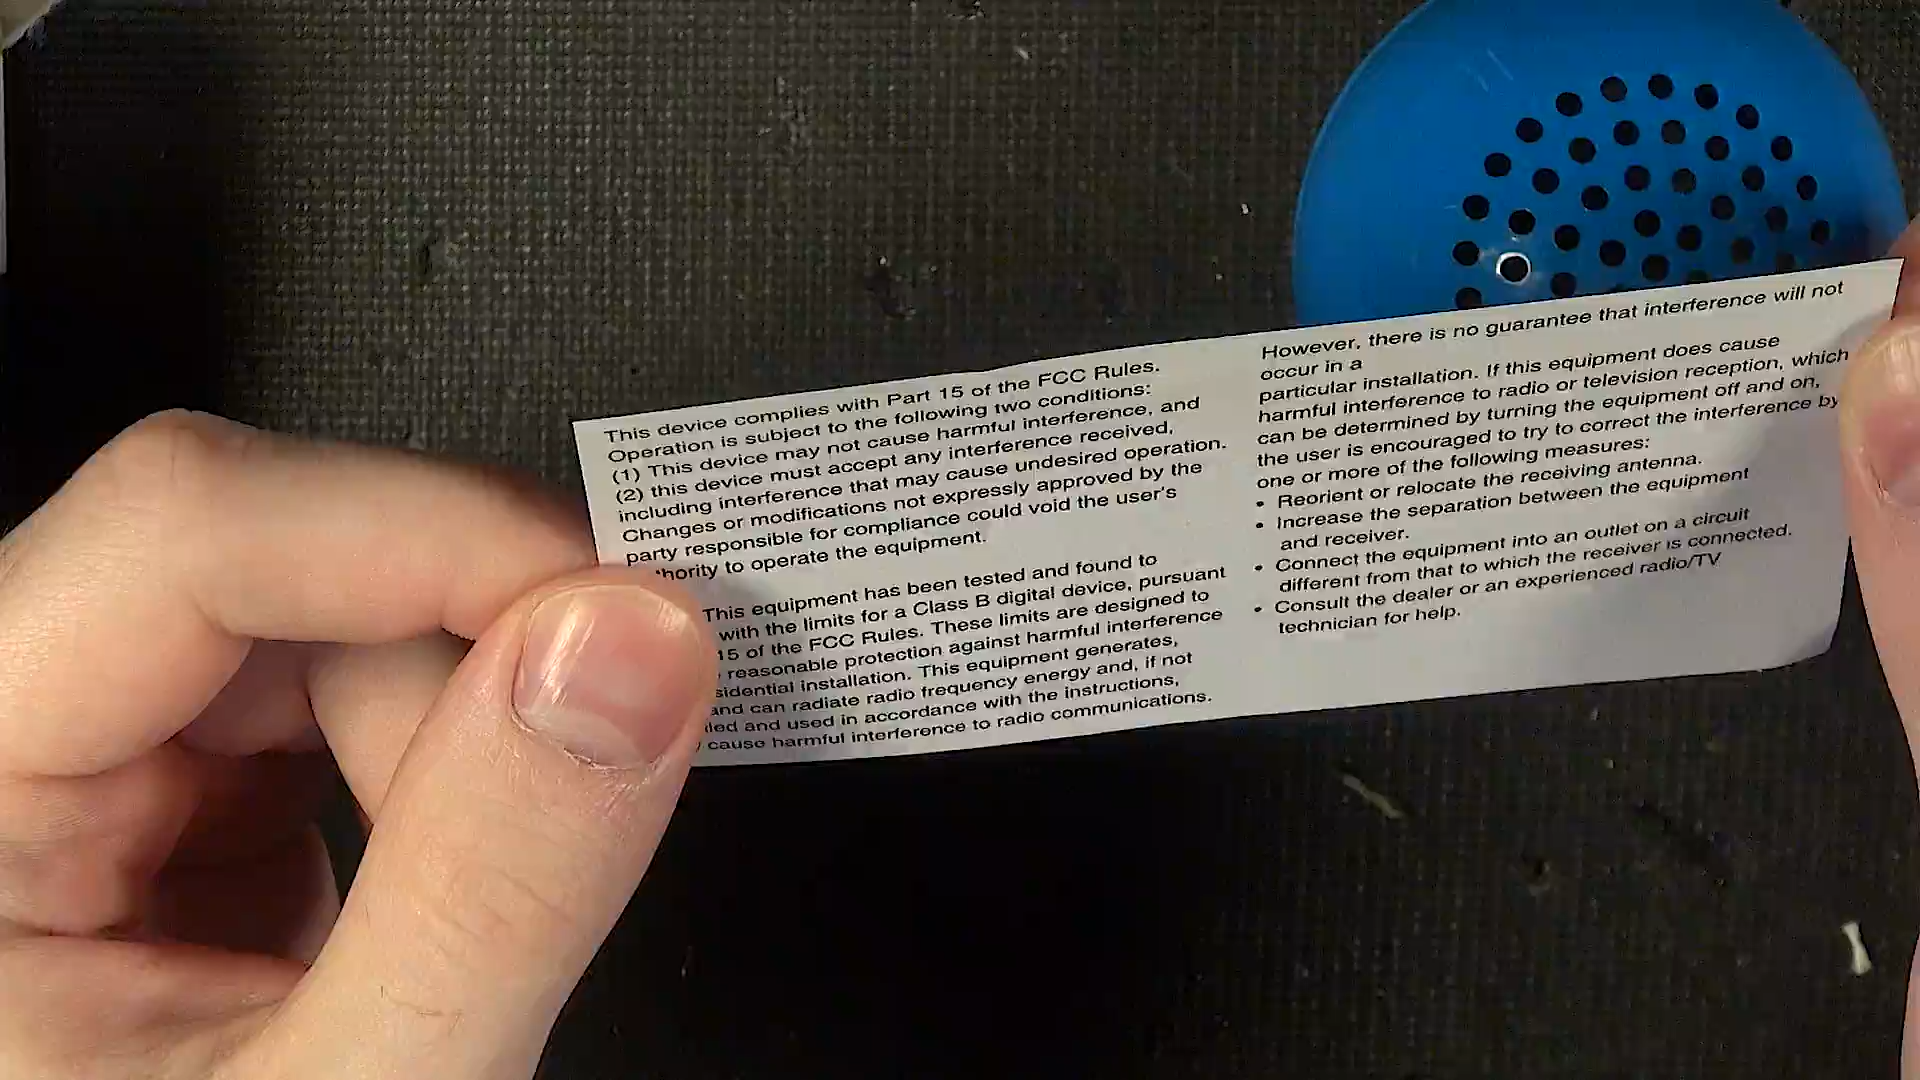 This device complies with Part 15 of the FCC Rules.
Operation is subject to the following two conditions:
(1) This device may not cause harmful interference, and
(2) this device must accept any interference received,
including interference that may cause undesired operation.
Changes or modifications not expressly approved by the
party responsible for compliance could void the user's
hority to operate the equipment.
This equipment has been tested and found to
with the limits for a Class B digital device, pursuant
15 of the FCC Rules. These limits are designed to
reasonable protection against harmful interference
sidential installation. This equipment generates,
and can radiate radio frequency energy and, if not
lled and used in accordance with the instructions,
cause harmful interference to radio communications.
However, there is no guarantee that interference will not
occur in a
particular installation. If this equipment does cause
harmful interference to radio or television reception, which
can be determined by turning the equipment off and on,
the user is encouraged to try to correct the interference by
one or more of the following measures:
• Reorient or relocate the receiving antenna.
• Increase the separation between the equipment
and receiver.
• Connect the equipment into an outlet on a circuit
different from that to which the receiver is connected.
• Consult the dealer or an experienced radio/TV
technician for help.